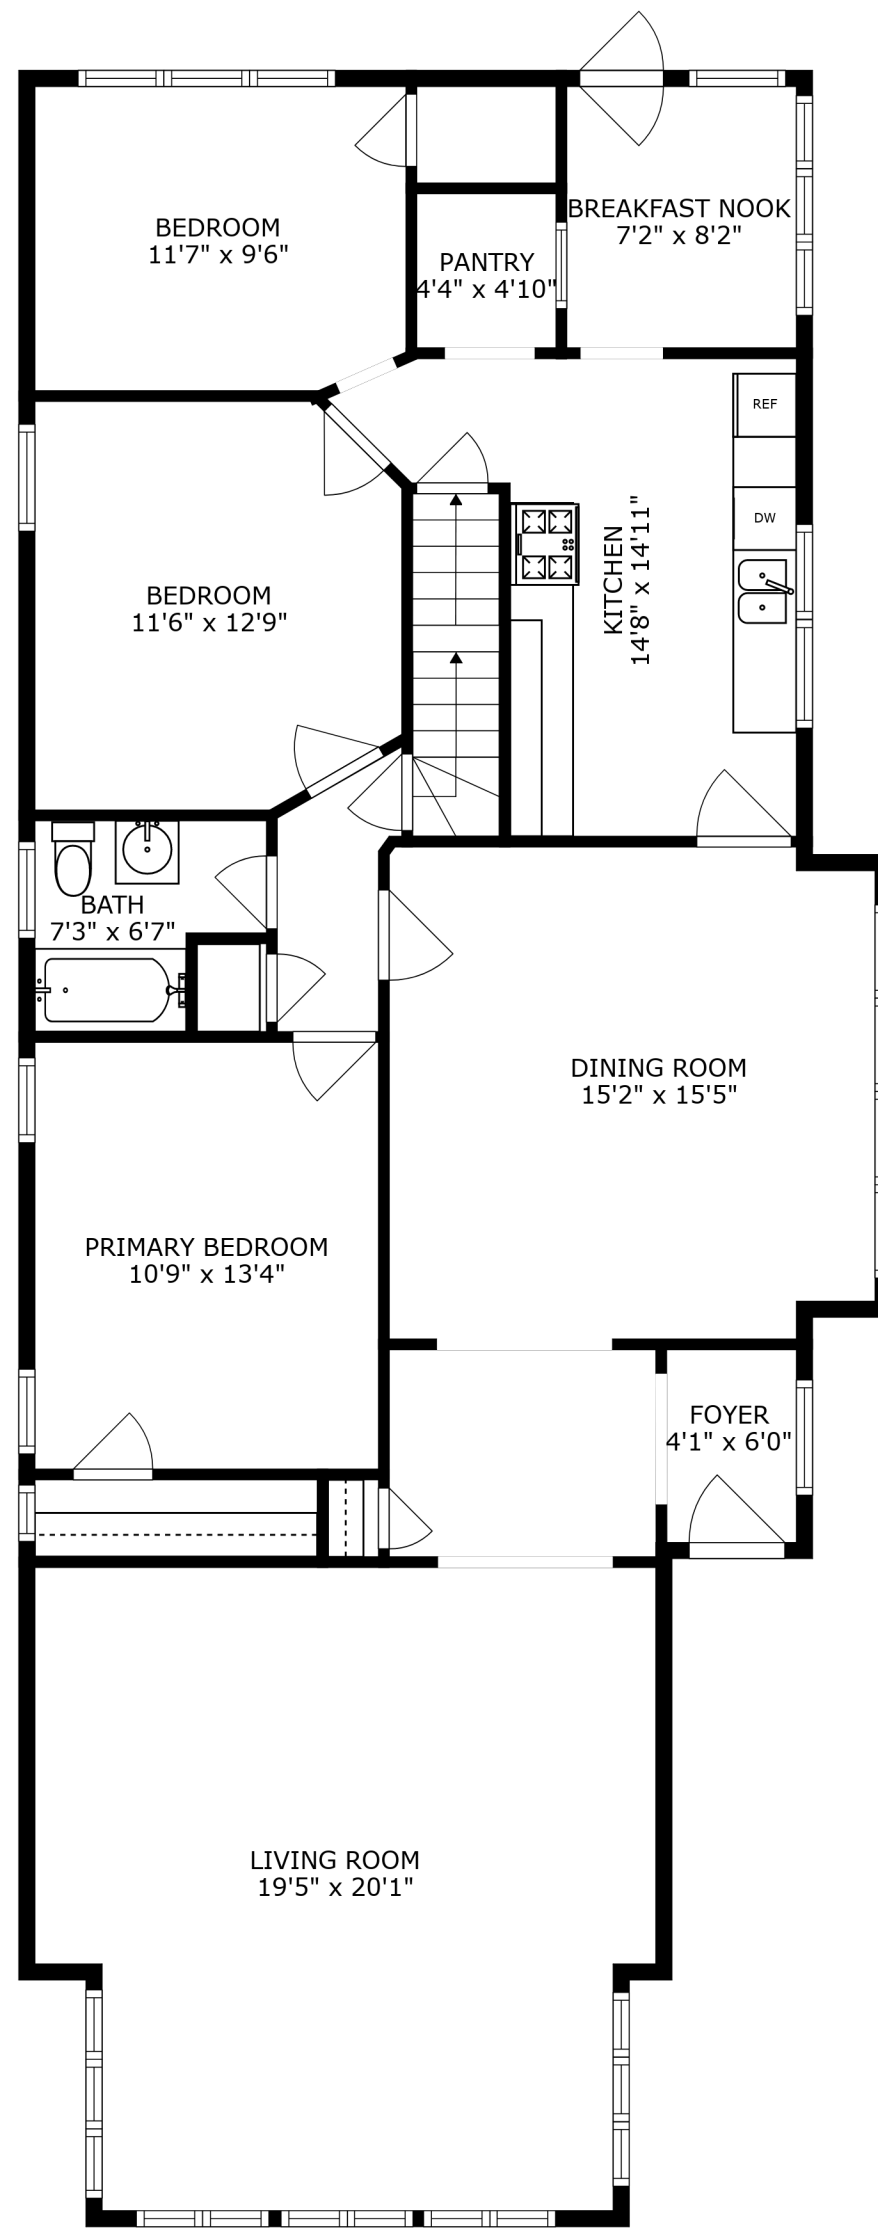 BREAKFAST NOOK
7'2" x 8'2"
BEDROOM
11'7" x 9'6"
PANTRY
4'4" x 4'10"
REF
DW
KITCHEN
14'8" x 14'11"
BEDROOM
11'6" x 12'9"
BATH
7'3" x 6'7"
DINING ROOM
15'2" x 15'5"
PRIMARY BEDROOM
10'9" x 13'4"
FOYER
4'1" x 6'0"
LIVING ROOM
19'5" x 20'1"